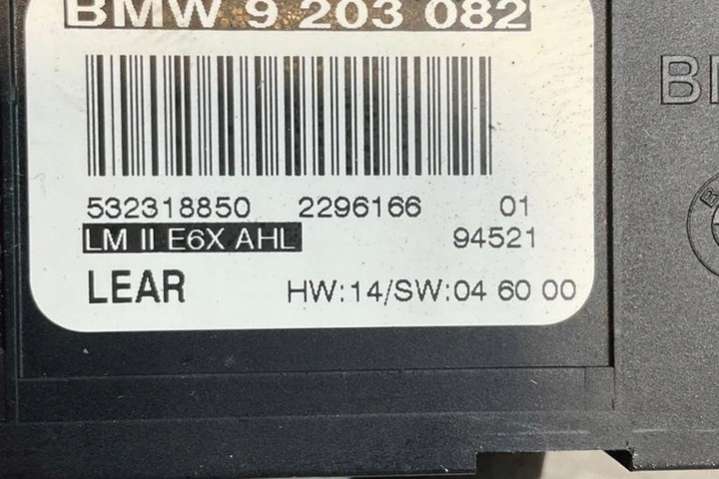 BMW 9 203 082
532318850 2296166 01
LM II E6X AHL 94521
LEAR HW:14/SW:04 60 00
B